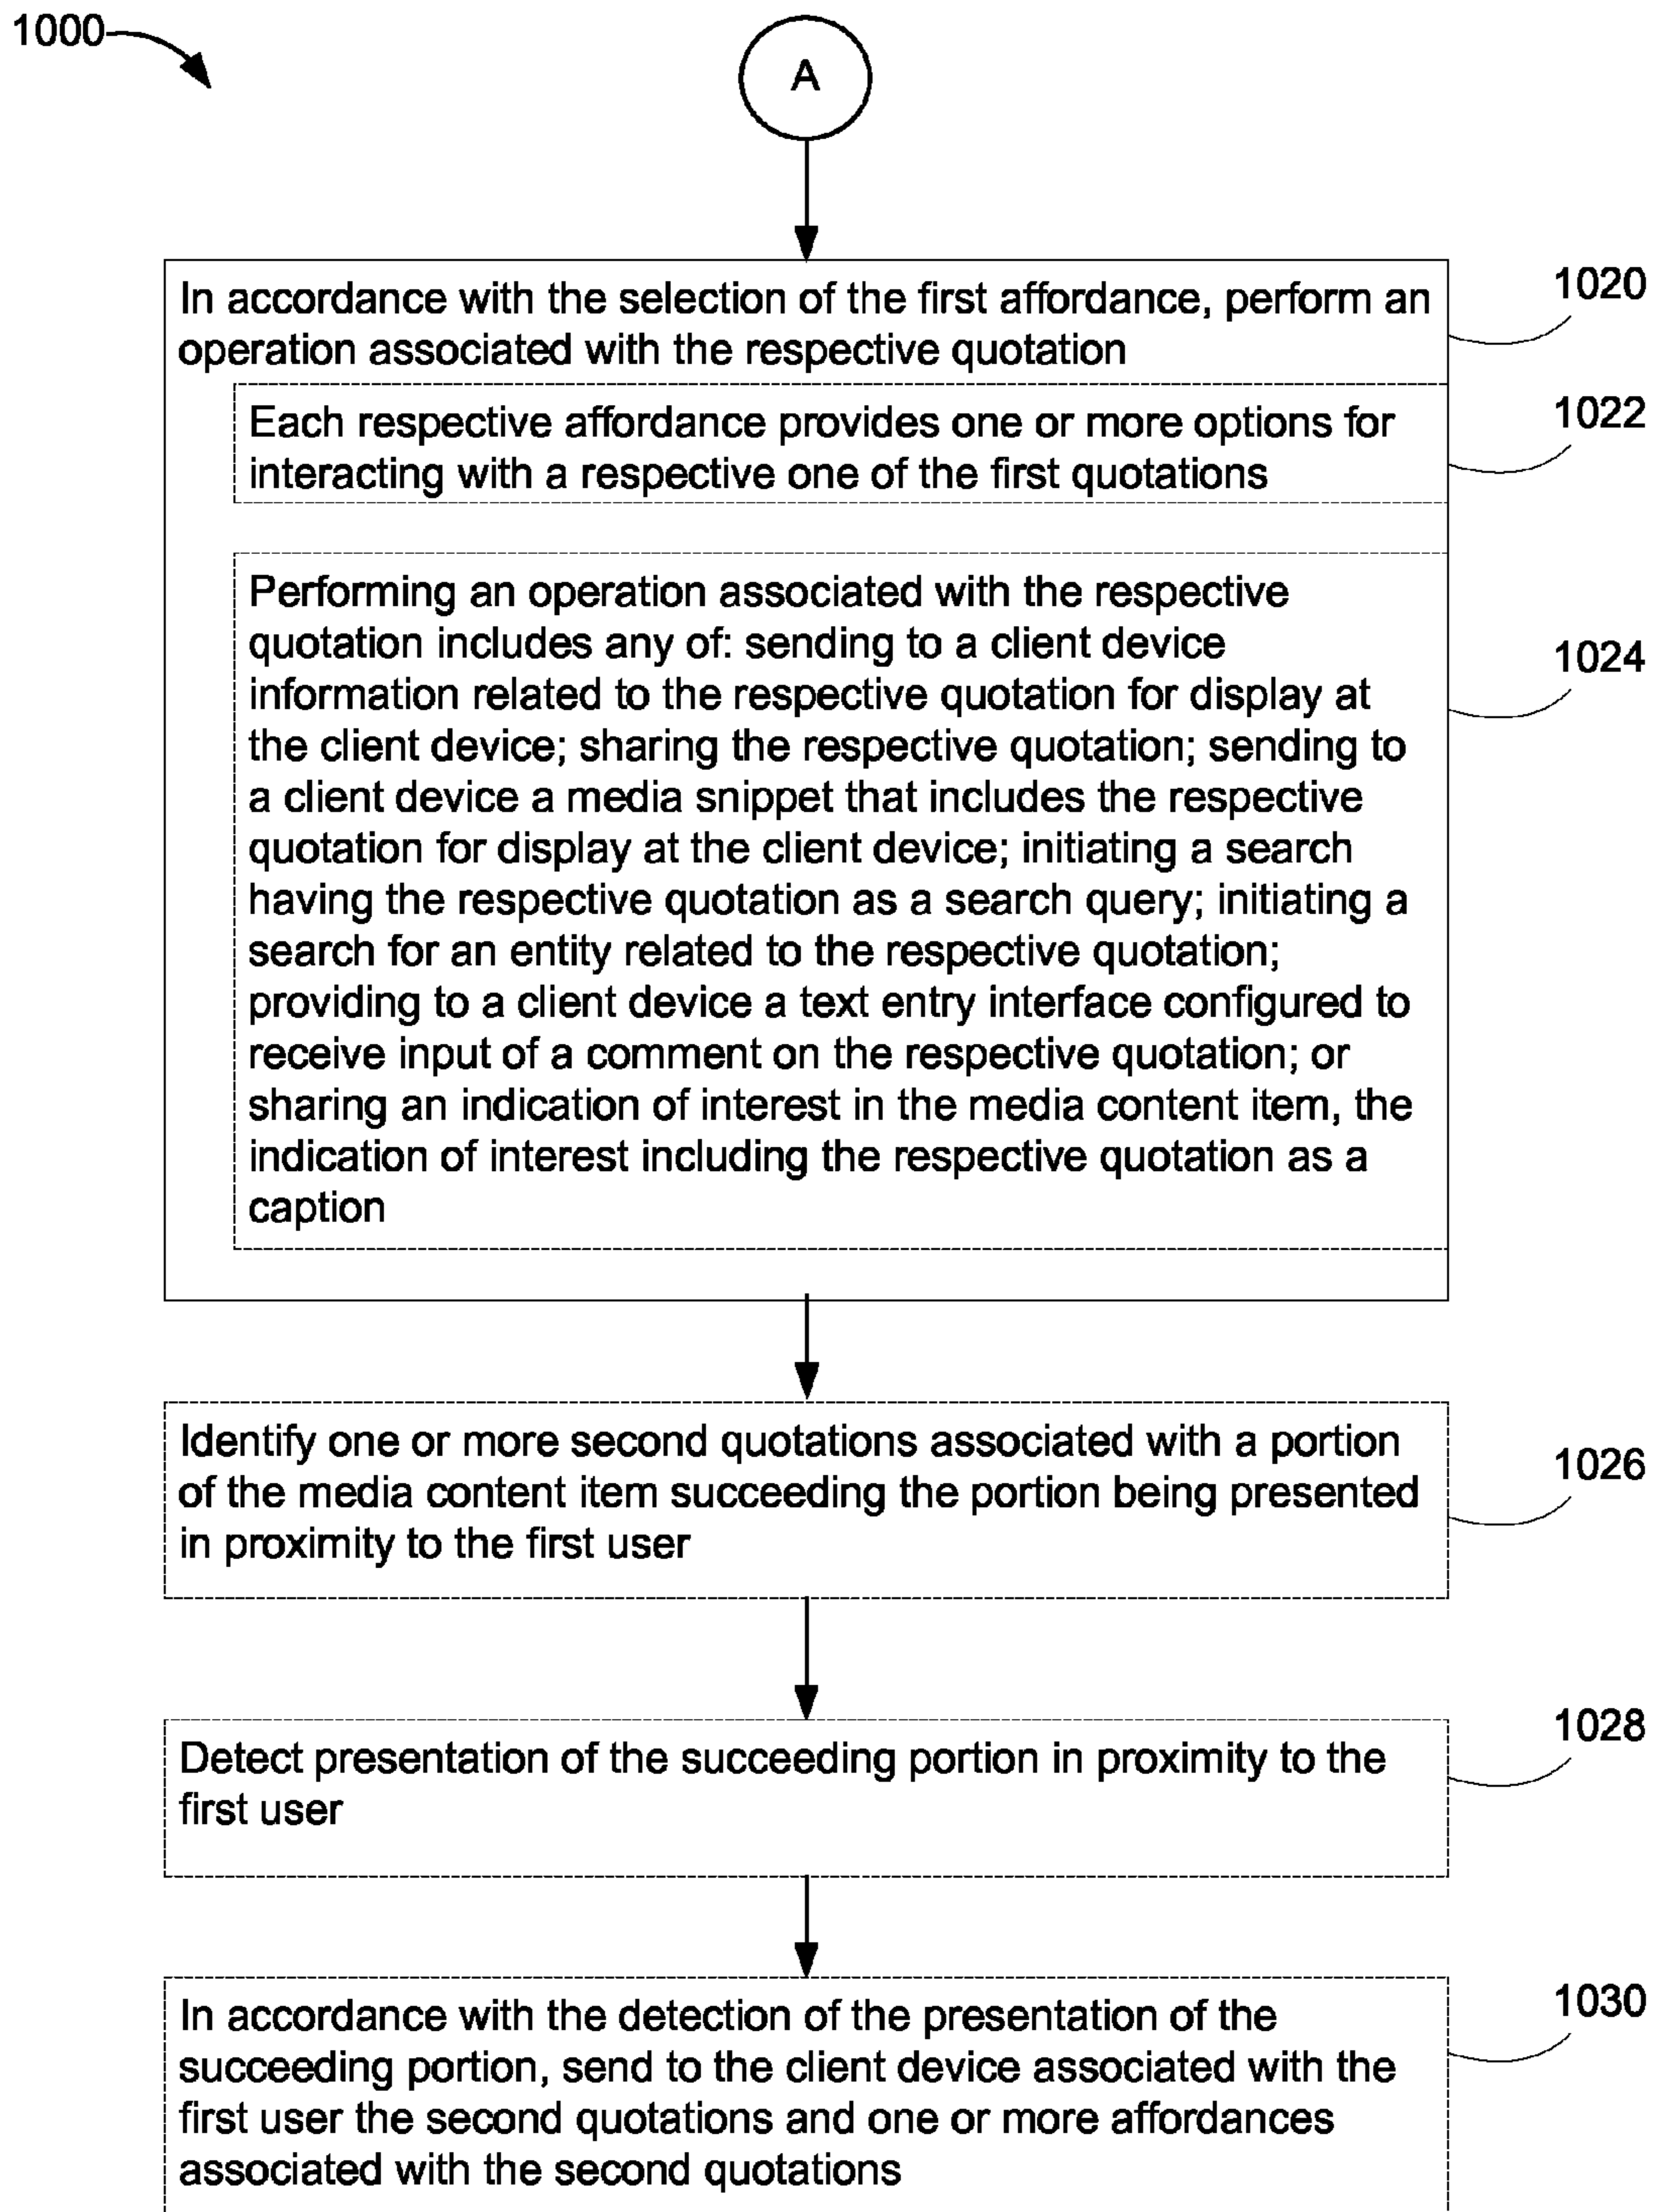 1000
A
In accordance with the selection of the first affordance, perform an
operation associated with the respective quotation
1020
Each respective affordance provides one or more options for
interacting with a respective one of the first quotations
1022
Performing an operation associated with the respective
quotation includes any of: sending to a client device
information related to the respective quotation for display at
the client device; sharing the respective quotation; sending to
a client device a media snippet that includes the respective
quotation for display at the client device; initiating a search
having the respective quotation as a search query; initiating a
search for an entity related to the respective quotation;
providing to a client device a text entry interface configured to
receive input of a comment on the respective quotation; or
sharing an indication of interest in the media content item, the
indication of interest including the respective quotation as a
caption
1024
Identify one or more second quotations associated with a portion
of the media content item succeeding the portion being presented
in proximity to the first user
1026
Detect presentation of the succeeding portion in proximity to the
first user
1028
In accordance with the detection of the presentation of the
succeeding portion, send to the client device associated with the
first user the second quotations and one or more affordances
associated with the second quotations
1030